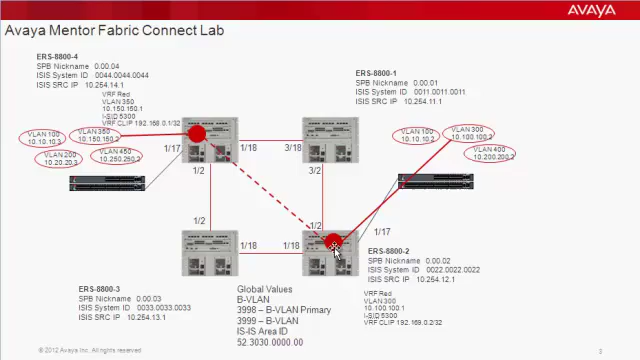 AVAYA
Avaya Mentor Fabric Connect Lab
ERS-8800-4
SPB Nickname 0.00.04
ISIS System ID 0044.0044.0044
ISIS SRC IP 10.254.14.1
VRF Red
VLAN 350
10.150.150.1
I-SID 5300
VRF CLIP 192.168.0.1/32
ERS-8800-1
SPB Nickname 0.00.01
ISIS System ID 0011.0011.0011
ISIS SRC IP 10.254.11.1
VLAN 100
10.10.10.3
VLAN 350
10.150.150.2
VLAN 200
10.20.20.3
VLAN 450
10.250.250.2
VLAN 100
10.10.10.2
VLAN 300
10.100.100.2
VLAN 400
10.200.200.2
1/17
1/18
3/18
1/2
3/2
1/2
1/2
1/17
1/18
1/18
ERS-8800-2
SPB Nickname 0.00.02
ISIS System ID 0022.0022.0022
ISIS SRC IP 10.254.12.1
VRF Red
VLAN 300
10.100.100.1
I-SID 5300
VRF CLIP 192.169.0.2/32
ERS-8800-3
SPB Nickname 0.00.03
ISIS System ID 0033.0033.0033
ISIS SRC IP 10.254.13.1
Global Values
B-VLAN
3998 – B-VLAN Primary
3999 – B-VLAN
IS-IS Area ID
52.3030.0000.00
© 2012 Avaya Inc. All rights reserved
3